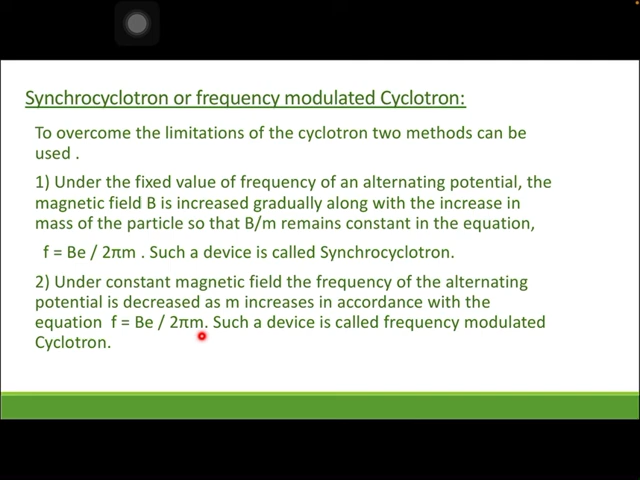 Synchrocyclotron or frequency modulated Cyclotron:
To overcome the limitations of the cyclotron two methods can be
used .
1) Under the fixed value of frequency of an alternating potential, the
magnetic field B is increased gradually along with the increase in
mass of the particle so that B/m remains constant in the equation,
f = Be / 2πm . Such a device is called Synchrocyclotron.
2) Under constant magnetic field the frequency of the alternating
potential is decreased as m increases in accordance with the
equation f = Be / 2πm. Such a device is called frequency modulated
Cyclotron.